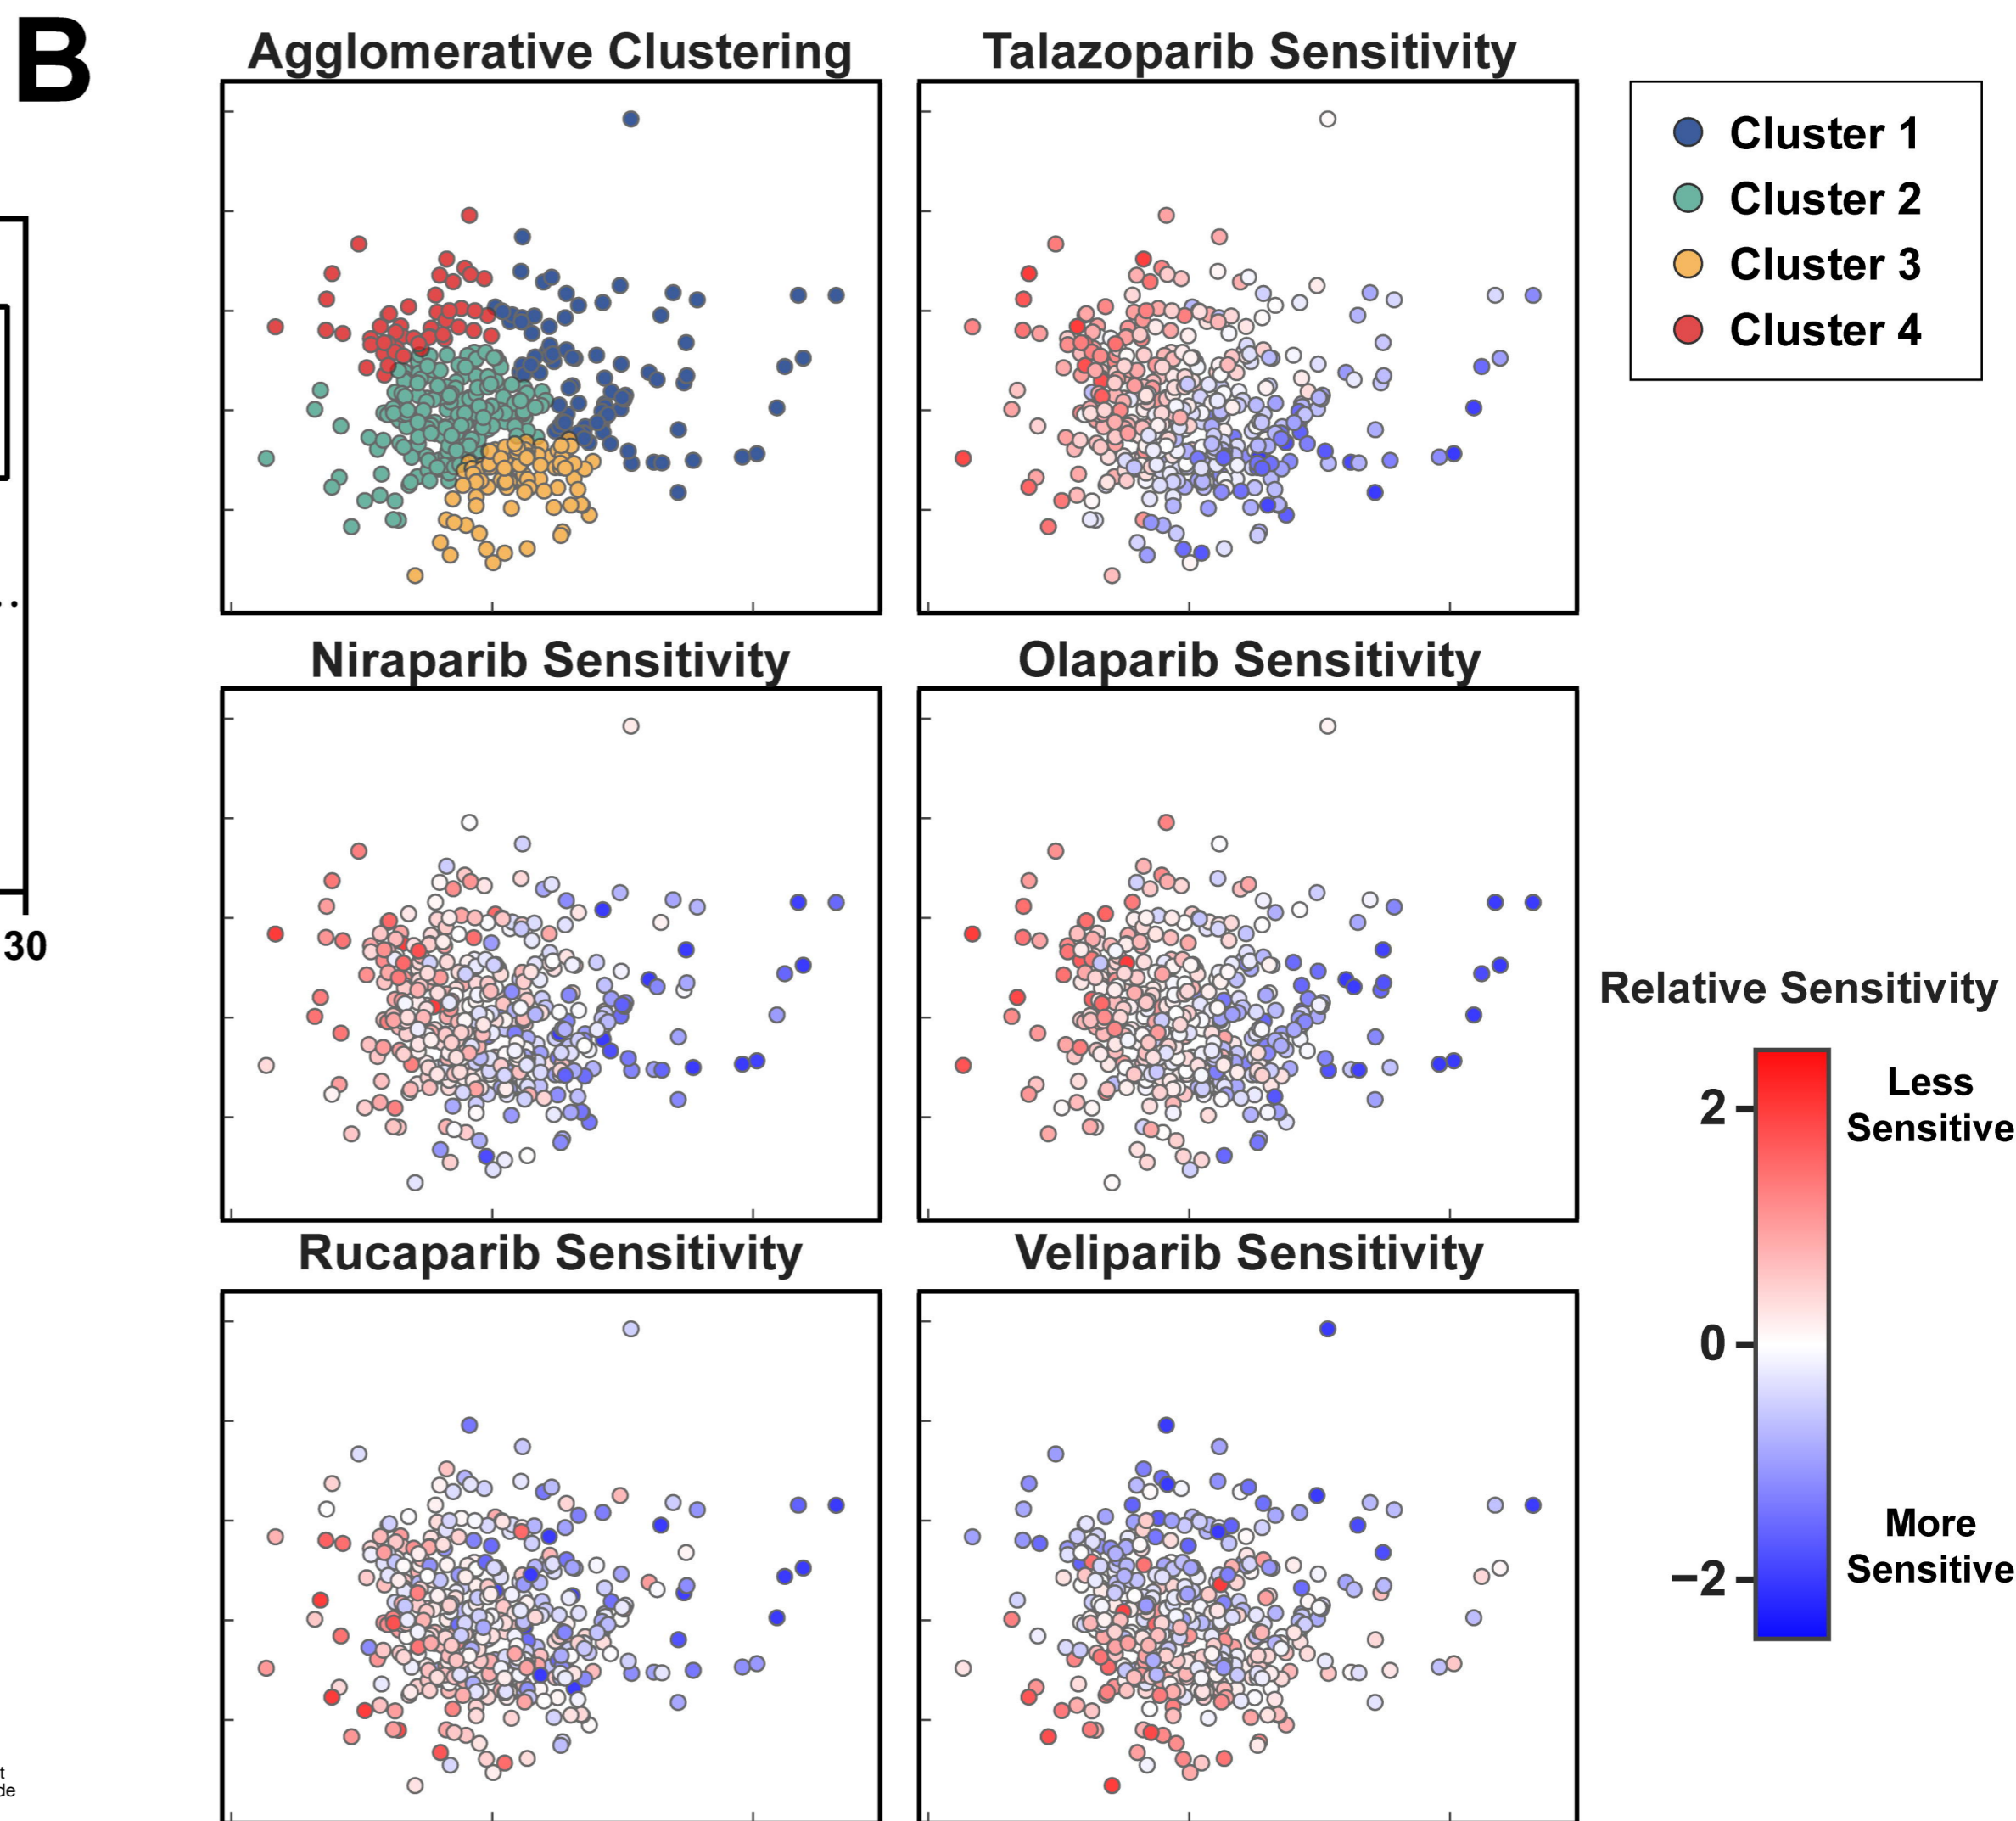 B
Agglomerative Clustering
Talazoparib Sensitivity
Cluster 1
Cluster 2
Cluster 3
Cluster 4
Niraparib Sensitivity
Olaparib Sensitivity
30
Relative Sensitivity
2
Less
Sensitive
0
More
Sensitive
−2
Rucaparib Sensitivity
Veliparib Sensitivity
t
de